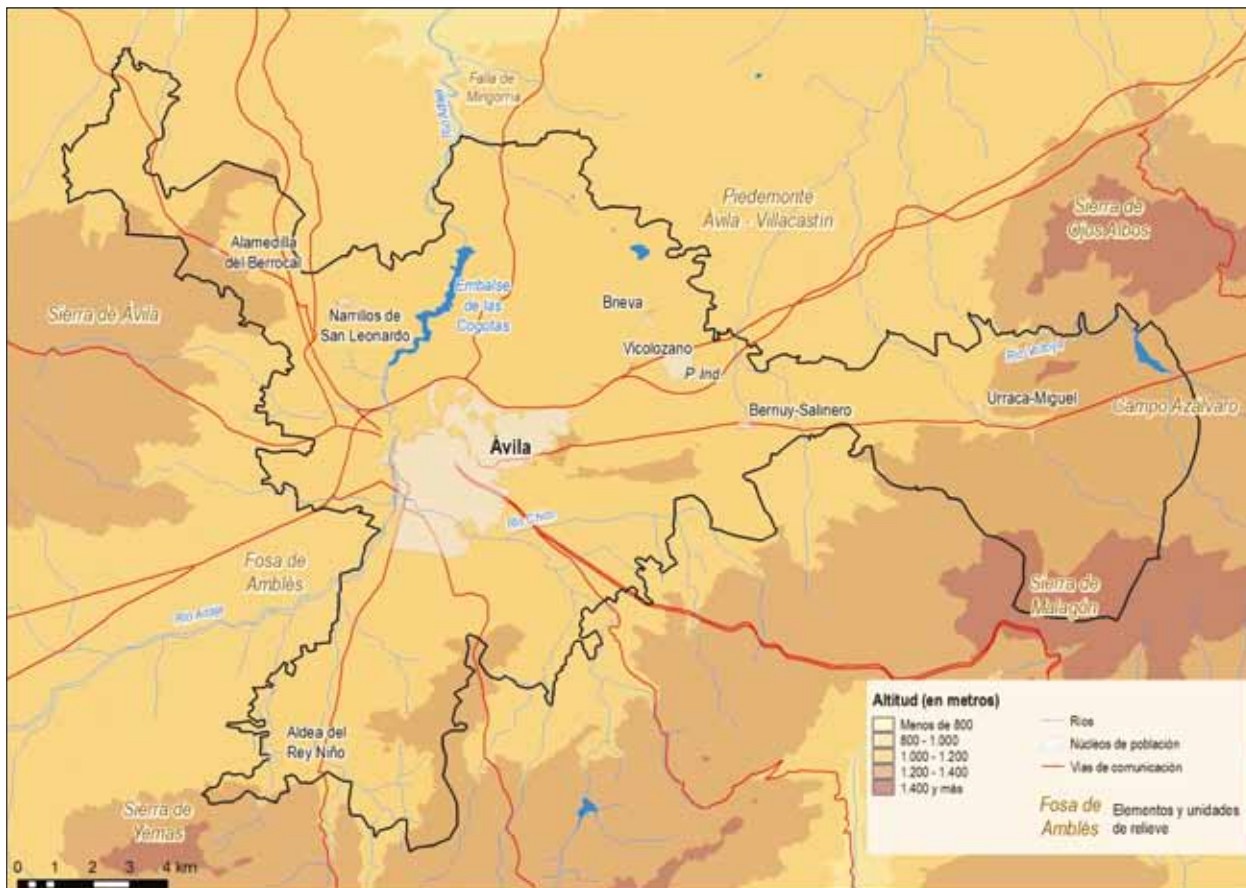 Falla de
Mingorria
Río Adaja
Piedemonte
Ávila - Villacastín
Sierra de
Ojos Albos
Alamedilla
del Berrocal
Sierra de Ávila
Narrillos de
San Leonardo
Embalse
de las
Cogotas
Brieva
Vicolozano
P. Ind.
Río Voltoya
Urraca-Miguel
Campo Azálvaro
Bernuy-Salinero
Ávila
Río Chico
Fosa de
Amblés
Río Adaja
Sierra de
Malagón
Aldea del
Rey Niño
Sierra de
Yemas
0 1 2 3 4 km
Altitud (en metros)
Menos de 800
800 - 1.000
1.000 - 1.200
1.200 - 1.400
1.400 y más
Ríos
Núcleos de población
Vías de comunicación
Fosa de
Amblés
Elementos y unidades
de relieve